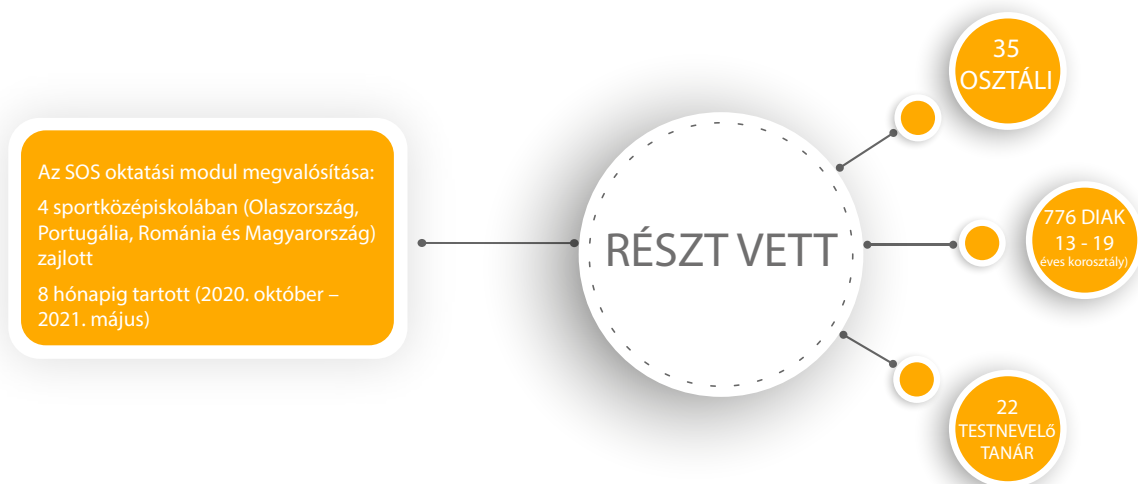 Az SOS oktatási modul megvalósítása:
4 sportközépiskolában (Olaszország,
Portugália, Románia és Magyarország)
zajlott
8 hónapig tartott (2020. október –
2021. május)
RÉSZT VETT
35
OSZTÁLI
776 DIAK
13 - 19
éves korosztály)
22
TESTNEVELő
TANÁR